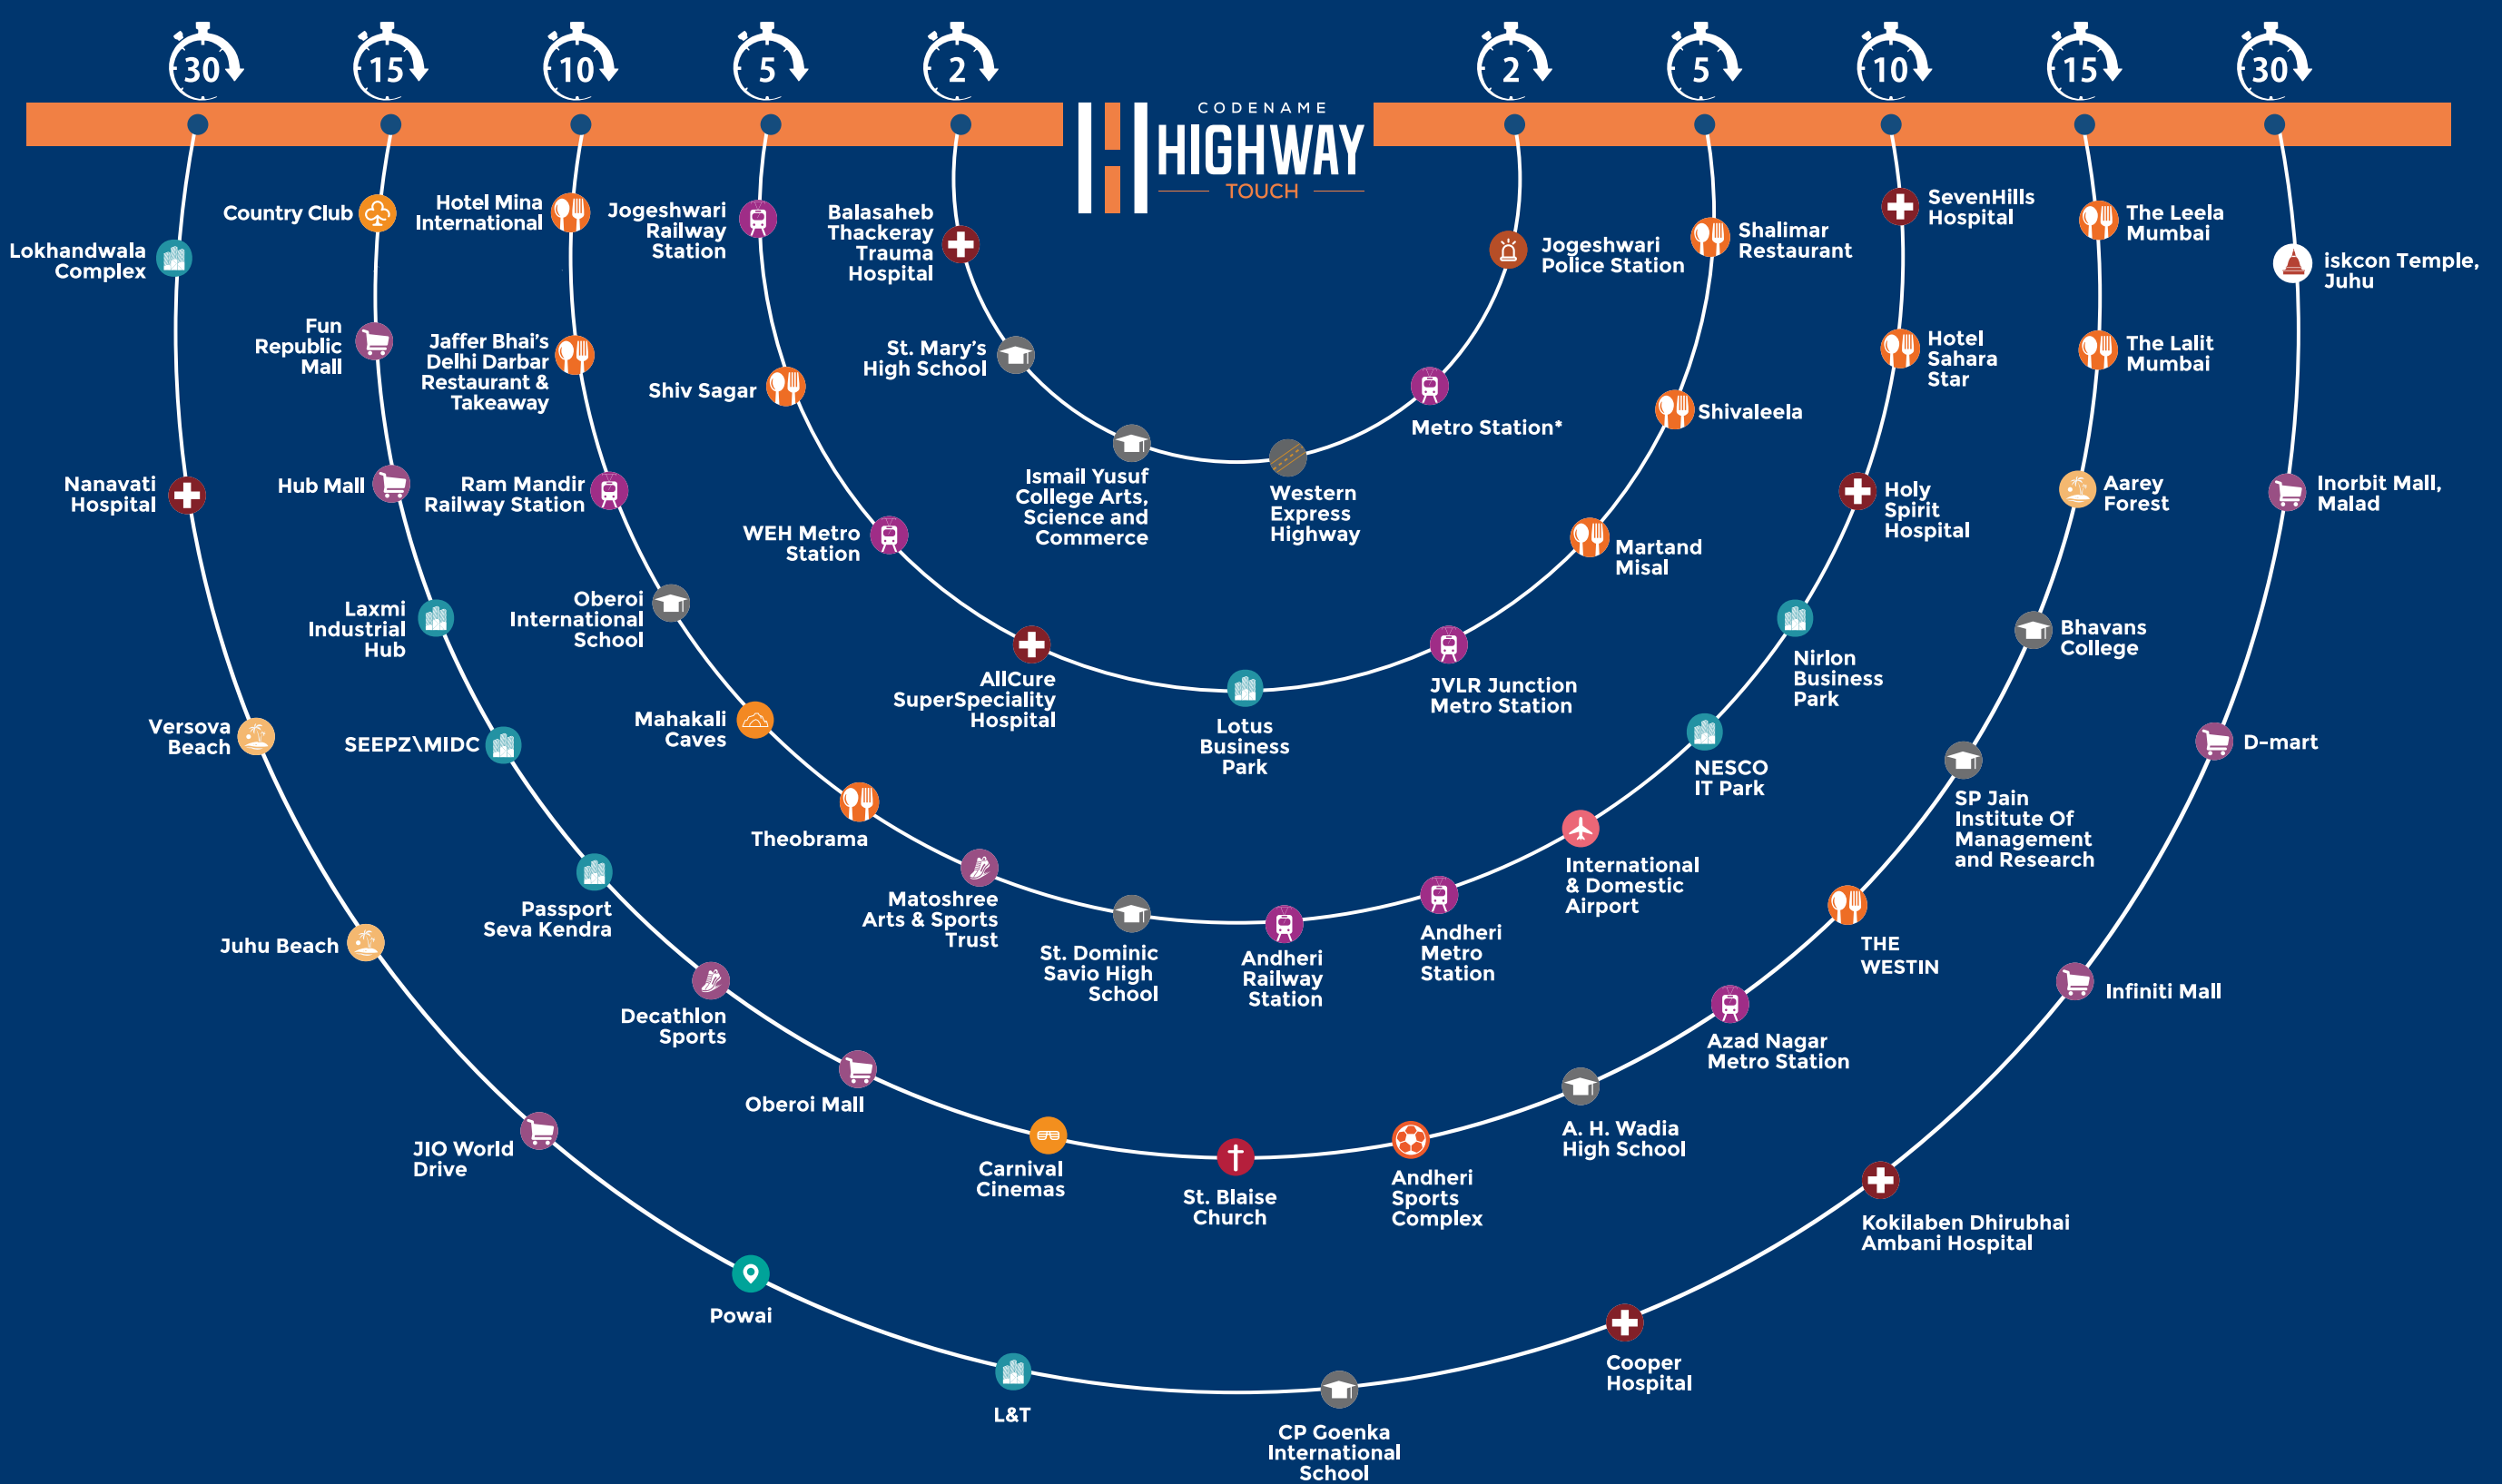 30
15
10
5
2
2
5
10
15
30
CODENAME
HIGHWAY
TOUCH
Lokhandwala
Complex
Nanavati
Hospital
Versova
Beach
Juhu Beach
JIO World
Drive
Powai
L&T
CP Goenka
International
School
Cooper
Hospital
Kokilaben Dhirubhai
Ambani Hospital
Infiniti Mall
D-mart
Inorbit Mall,
Malad
iskcon Temple,
Juhu
Country Club
Fun
Republic
Mall
Hub Mall
Laxmi
Industrial
Hub
SEEPZ\MIDC
Passport
Seva Kendra
Decathlon
Sports
Oberoi Mall
Carnival
Cinemas
St. Blaise
Church
Andheri
Sports
Complex
A. H. Wadia
High School
Azad Nagar
Metro Station
THE
WESTIN
SP Jain
Institute Of
Management
and Research
Bhavans
College
Aarey
Forest
The Lalit
Mumbai
The Leela
Mumbai
Hotel Mina
International
Jaffer Bhai's
Delhi Darbar
Restaurant &
Takeaway
Ram Mandir
Railway Station
Oberoi
International
School
Mahakali
Caves
Theobrama
Matoshree
Arts & Sports
Trust
St. Dominic
Savio High
School
Andheri
Railway
Station
Andheri
Metro
Station
International
& Domestic
Airport
NESCO
IT Park
Nirlon
Business
Park
Holy
Spirit
Hospital
Hotel
Sahara
Star
SevenHills
Hospital
Jogeshwari
Railway
Station
Shiv Sagar
WEH Metro
Station
AllCure
SuperSpeciality
Hospital
Lotus
Business
Park
JVLR Junction
Metro Station
Martand
Misal
Shivaleela
Shalimar
Restaurant
Balasaheb
Thackeray
Trauma
Hospital
St. Mary's
High School
Ismail Yusuf
College Arts,
Science and
Commerce
Western
Express
Highway
Metro Station*
Jogeshwari
Police Station